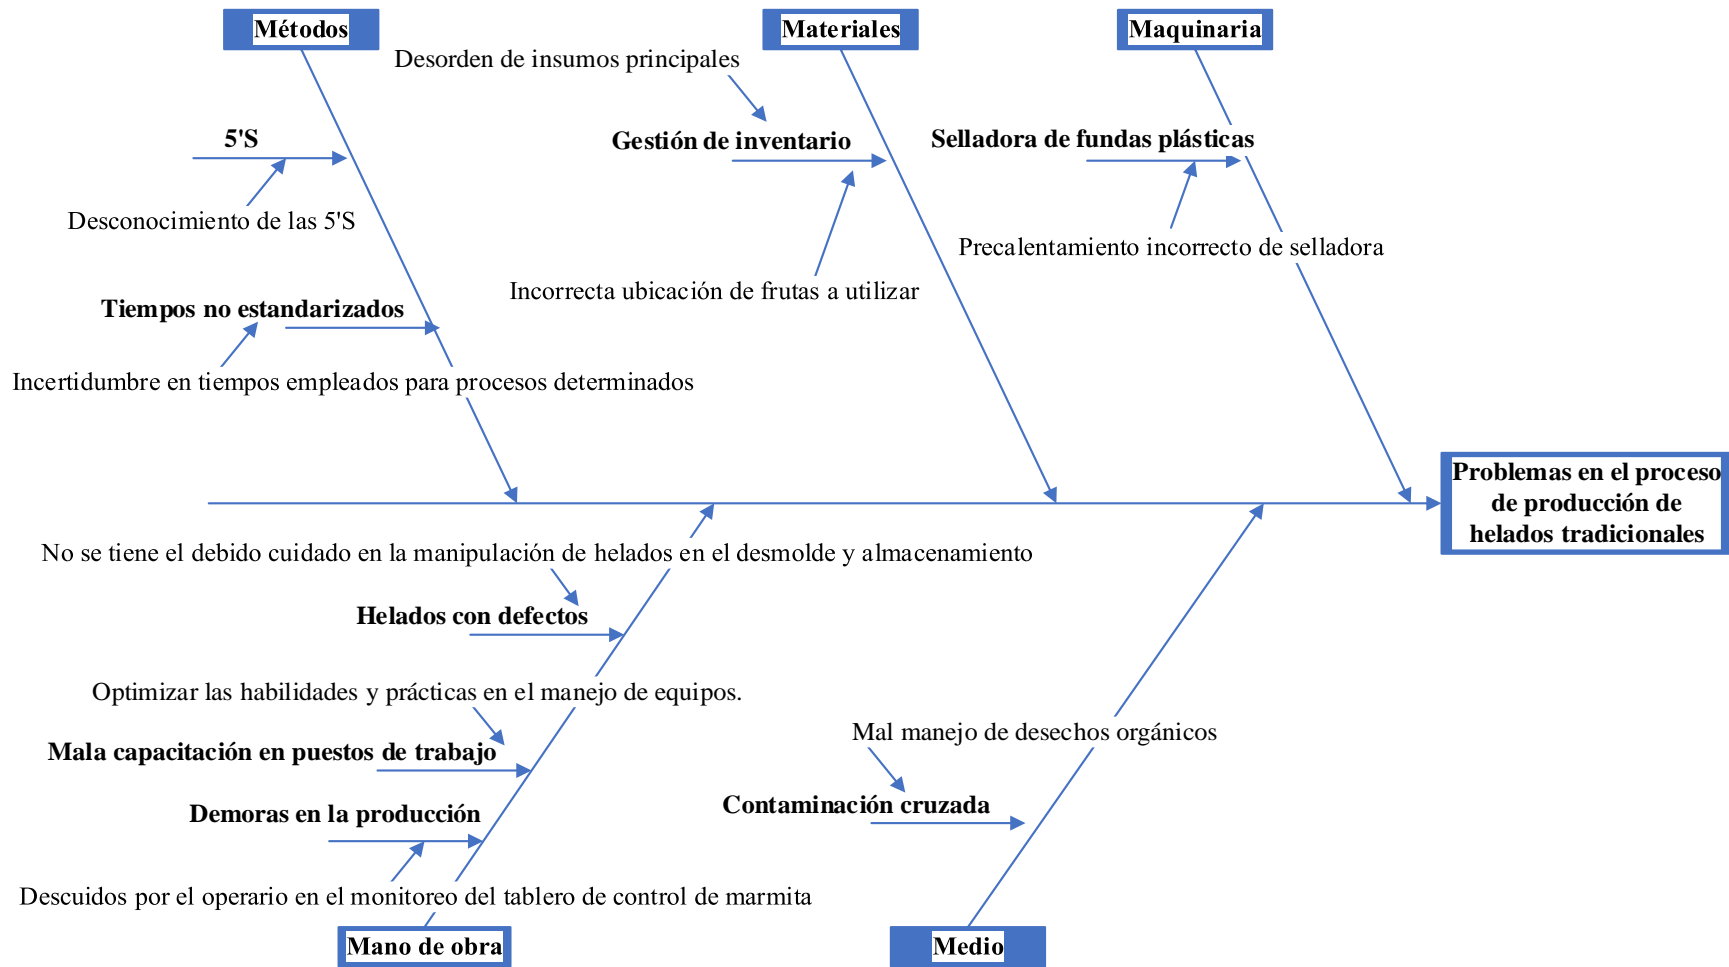 Métodos
Materiales
Maquinaria
Desorden de insumos principales
5'S
Gestión de inventario
Selladora de fundas plásticas
Desconocimiento de las 5'S
Precalentamiento incorrecto de selladora
Incorrecta ubicación de frutas a utilizar
Tiempos no estandarizados
Incertidumbre en tiempos empleados para procesos determinados
Problemas en el proceso
de producción de
helados tradicionales
No se tiene el debido cuidado en la manipulación de helados en el desmolde y almacenamiento
Helados con defectos
Optimizar las habilidades y prácticas en el manejo de equipos.
Mal manejo de desechos orgánicos
Mala capacitación en puestos de trabajo
Contaminación cruzada
Demoras en la producción
Descuidos por el operario en el monitoreo del tablero de control de marmita
Mano de obra
Medio